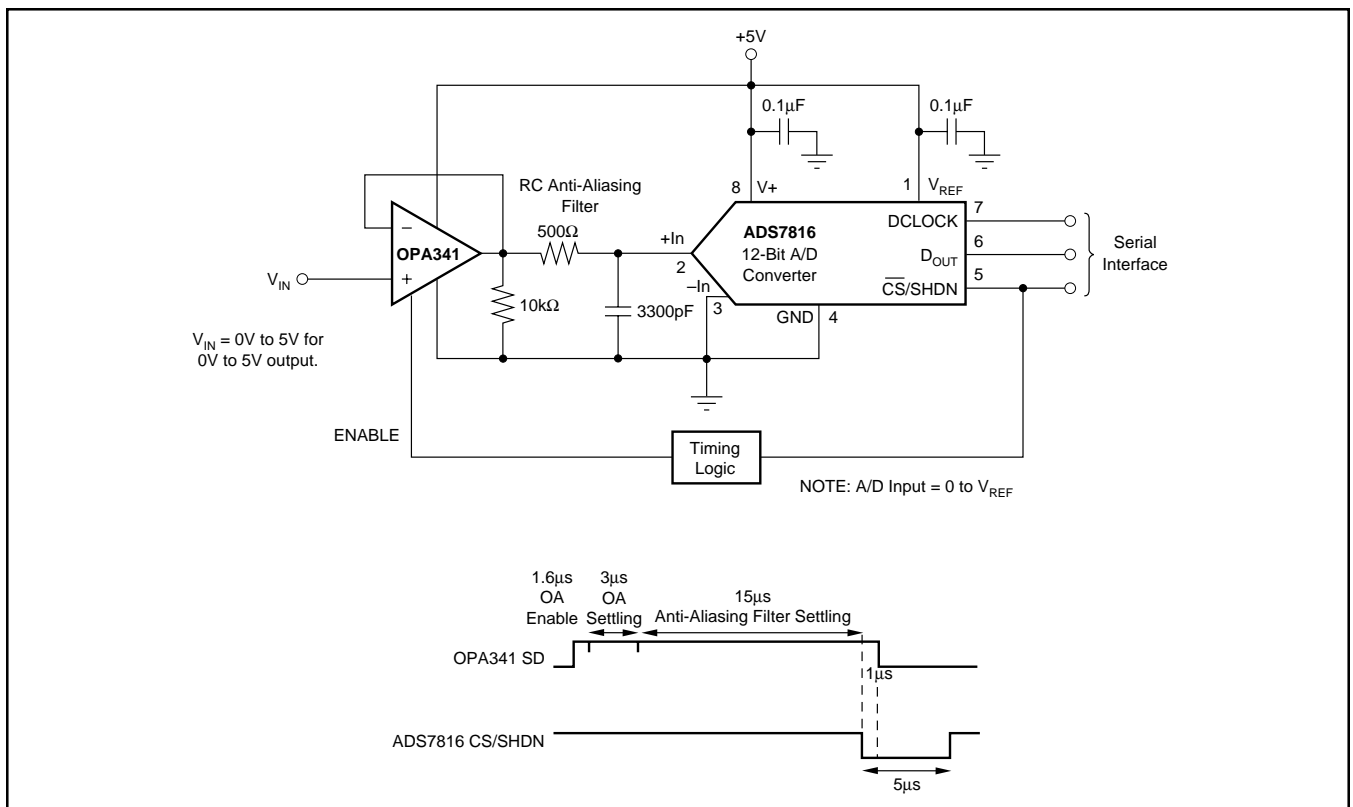 +5V
0.1µF
0.1µF
8
V+
1
V_REF
RC Anti-Aliasing
Filter
500Ω
–
OPA341
+
V_IN
10kΩ
3300pF
+In
2
–In
3
ADS7816
12-Bit A/D
Converter
GND
4
DCLOCK
7
D_OUT
6
CS/SHDN
5
Serial
Interface
V_IN = 0V to 5V for
0V to 5V output.
ENABLE
Timing
Logic
NOTE: A/D Input = 0 to V_REF
1.6µs
OA
Enable
3µs
OA
Settling
15µs
Anti-Aliasing Filter Settling
OPA341 SD
1µs
ADS7816 CS/SHDN
5µs